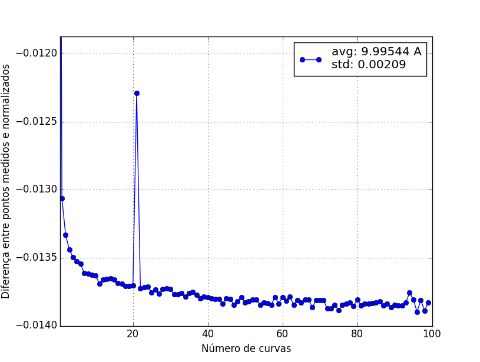 avg: 9.99544 A
std: 0.00209
−0.0120
−0.0125
−0.0130
−0.0135
−0.0140
20
40
60
80
100
Número de curvas
Diferença entre pontos medidos e normalizados